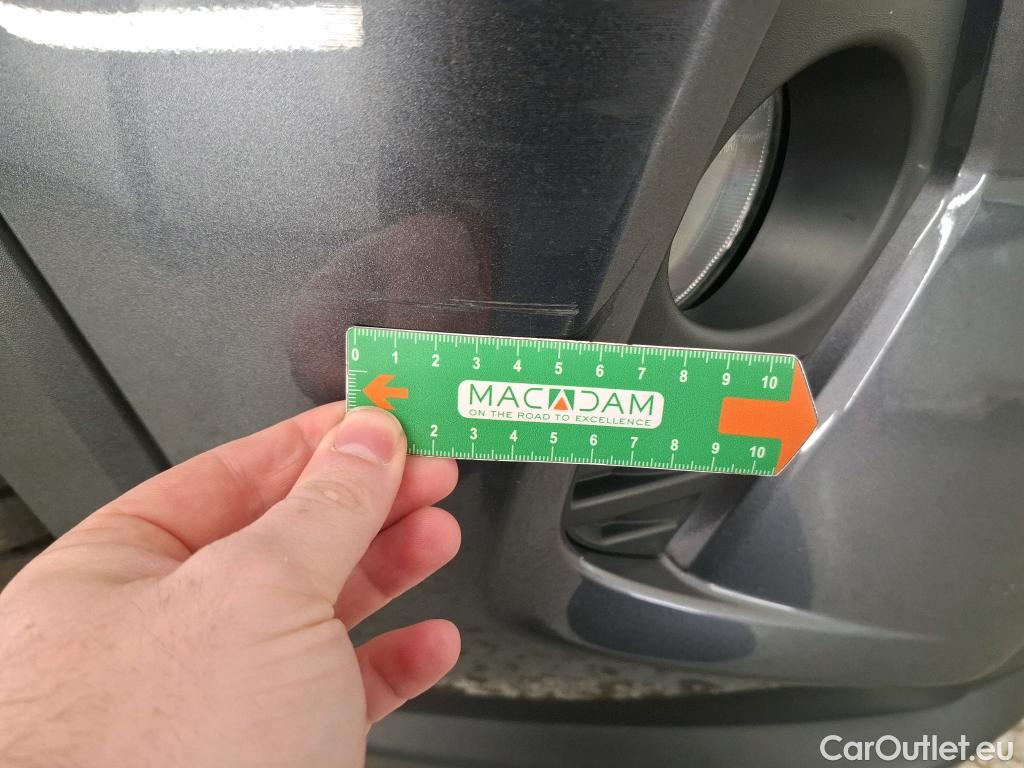 0 1 2 3 4 5 6 7 8 9 10
MACADAM
ON THE ROAD TO EXCELLENCE
2 3 4 5 6 7 8 9 10
CarOutlet.eu